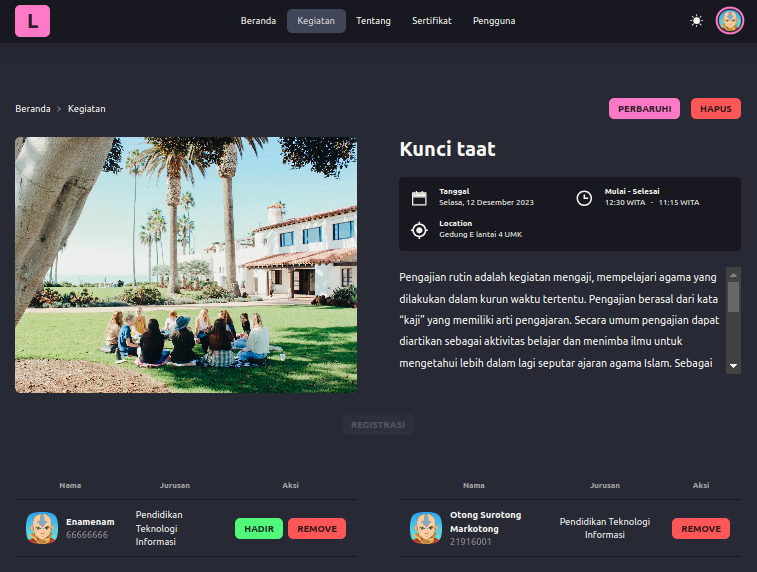 L
Beranda
Kegiatan
Tentang
Sertifikat
Pengguna
Beranda > Kegiatan
PERBARUHI
HAPUS
Kunci taat
Tanggal
Selasa, 12 Desember 2023
Mulai - Selesai
12:30 WITA - 11:15 WITA
Location
Gedung E lantai 4 UMK
Pengajian rutin adalah kegiatan mengaji, mempelajari agama yang
dilakukan dalam kurun waktu tertentu. Pengajian berasal dari kata
“kaji” yang memiliki arti pengajaran. Secara umum pengajian dapat
diartikan sebagai aktivitas belajar dan menimba ilmu untuk
mengetahui lebih dalam lagi seputar ajaran agama Islam. Sebagai
REGISTRASI
Nama
Jurusan
Aksi
Enamenam
66666666
Pendidikan
Teknologi
Informasi
HADIR
REMOVE
Nama
Jurusan
Aksi
Otong Surotong
Markotong
21916001
Pendidikan Teknologi
Informasi
REMOVE